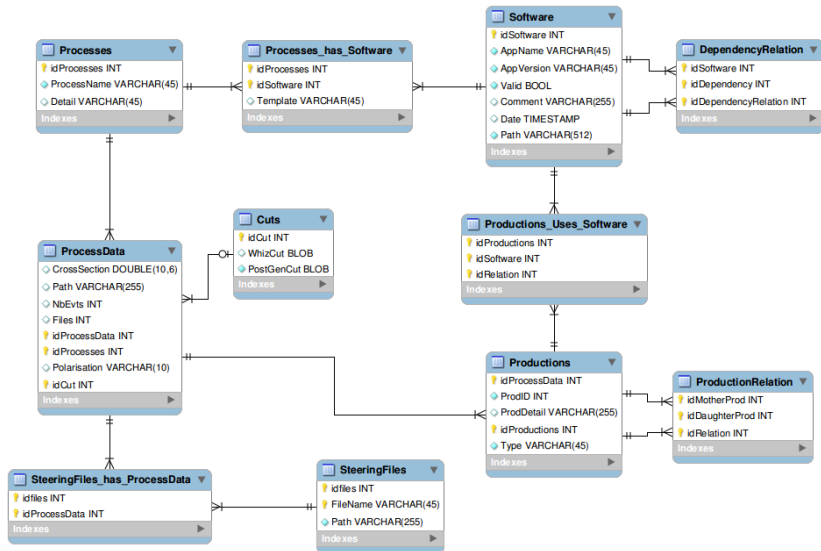 Processes
idProcesses INT
ProcessName VARCHAR(45)
Detail VARCHAR(45)
Indexes
Processes_has_Software
idProcesses INT
idSoftware INT
Template VARCHAR(45)
Indexes
Software
idSoftware INT
AppName VARCHAR(45)
AppVersion VARCHAR(45)
Valid BOOL
Comment VARCHAR(255)
Date TIMESTAMP
Path VARCHAR(512)
Indexes
DependencyRelation
idSoftware INT
idDependency INT
idDependencyRelation INT
Indexes
Cuts
idCut INT
WhizCut BLOB
PostGenCut BLOB
Indexes
ProcessData
CrossSection DOUBLE(10,6)
Path VARCHAR(255)
NbEvts INT
Files INT
idProcessData INT
idProcesses INT
Polarisation VARCHAR(10)
idCut INT
Indexes
Productions_Uses_Software
idProductions INT
idSoftware INT
idRelation INT
Indexes
Productions
idProcessData INT
ProdID INT
ProdDetail VARCHAR(255)
idProductions INT
Type VARCHAR(45)
Indexes
ProductionRelation
idMotherProd INT
idDaughterProd INT
idRelation INT
Indexes
SteeringFiles_has_ProcessData
idfiles INT
idProcessData INT
Indexes
SteeringFiles
idfiles INT
FileName VARCHAR(45)
Path VARCHAR(255)
Indexes